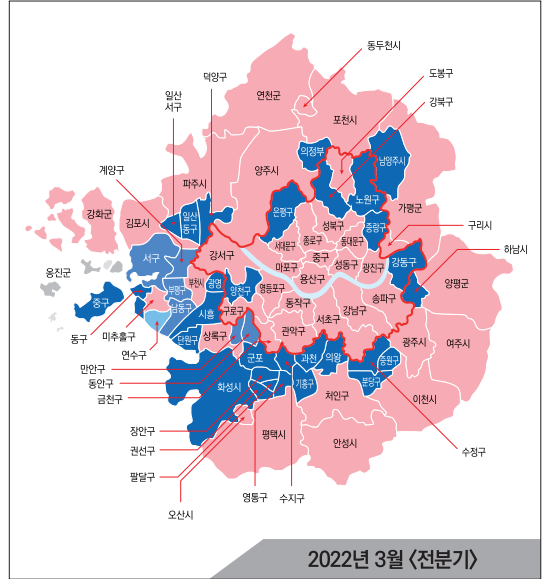 동두천시
연천군
덕양구
도봉구
일산
서구
강북구
포천시
의정부
남양주시
양주시
계양구
파주시
노원구
은평구
일산
동구
가평군
강화군
김포시
중랑구
성북구
구리시
종로구
동대문구
서대문구
강서구
서구
중구
하남시
강동구
마포구
성동구
광진구
옹진군
부천시
광명
용산구
양평군
부평구
양천구
영등포구
중구
송파구
동작구
남동구
강남구
시흥
구로구
서초구
동구
미추홀구
관악구
단원구
상록구
광주시
여주시
연수구
만안구
군포
과천
의왕
중원구
동안구
화성시
기흥구
분당구
금천구
처인구
이천시
장안구
평택시
안성시
권선구
수정구
팔달구
영통구
수지구
오산시
2022년 3월 〈전분기〉